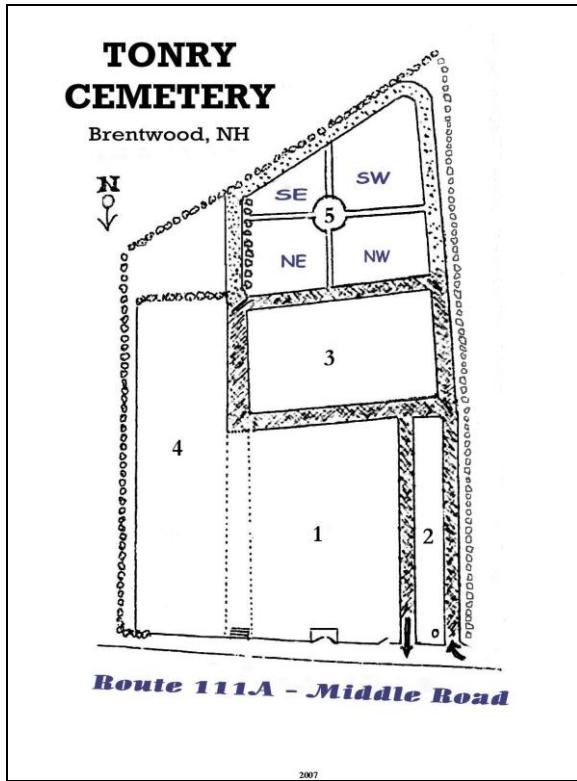 TONRY
CEMETERY
Brentwood, NH
N
SE
SW
5
NE
NW
3
4
1
2
Route 111A - Middle Road
2007